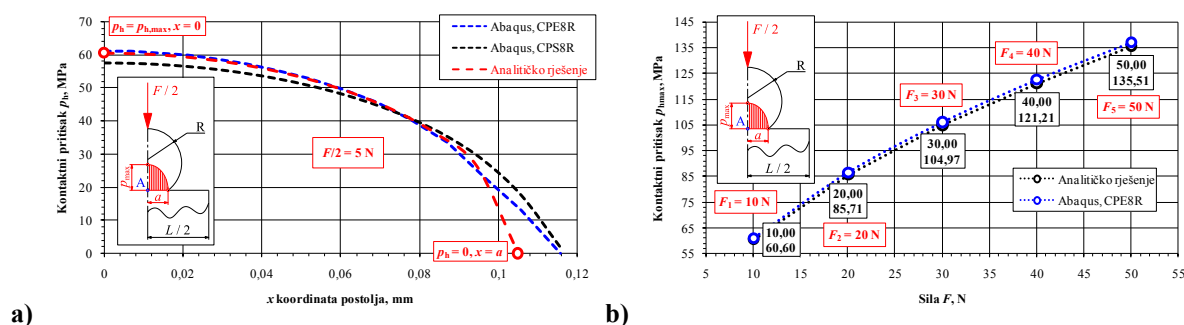 p_h = p_h,max, x = 0
Abaqus, CPE8R
Abaqus, CPS8R
Analitičko rješenje
F / 2
R
p_max
A
a
L / 2
F/2 = 5 N
p_h = 0, x = a
Kontaktni pritisak p_h, MPa
70
60
50
40
30
20
10
0
0
0,02
0,04
0,06
0,08
0,1
0,12
x koordinata postolja, mm
a)
F / 2
R
p_max
A
a
L / 2
F₁ = 10 N
F₂ = 20 N
F₃ = 30 N
F₄ = 40 N
F₅ = 50 N
10,00
60,60
20,00
85,71
30,00
104,97
40,00
121,21
50,00
135,51
Analitičko rješenje
Abaqus, CPE8R
Kontaktni pritisak p_hmax, MPa
145
135
125
115
105
95
85
75
65
55
5
10
15
20
25
30
35
40
45
50
55
Sila F, N
b)